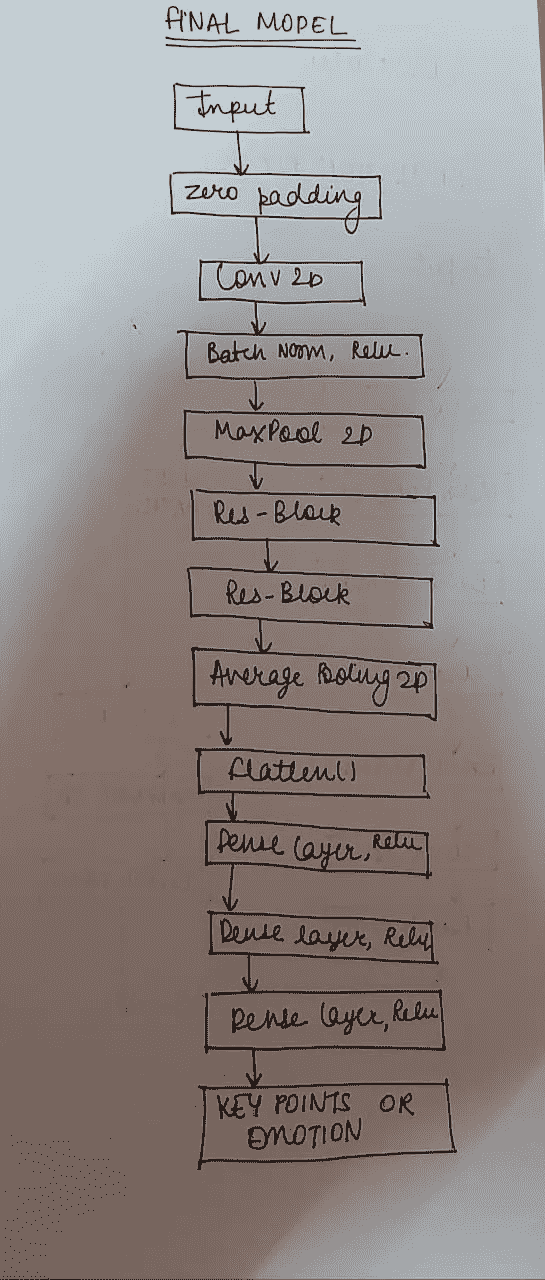 FINAL MODEL
Input
Zero padding
Conv 2D
Batch Norm, Relu.
MaxPool 2D
Res-Block
Res-Block
Average Pooling 2D
flatten()
Dense layer, Relu
Dense layer, Relu
Dense layer, Relu
KEY POINTS OR
EMOTION